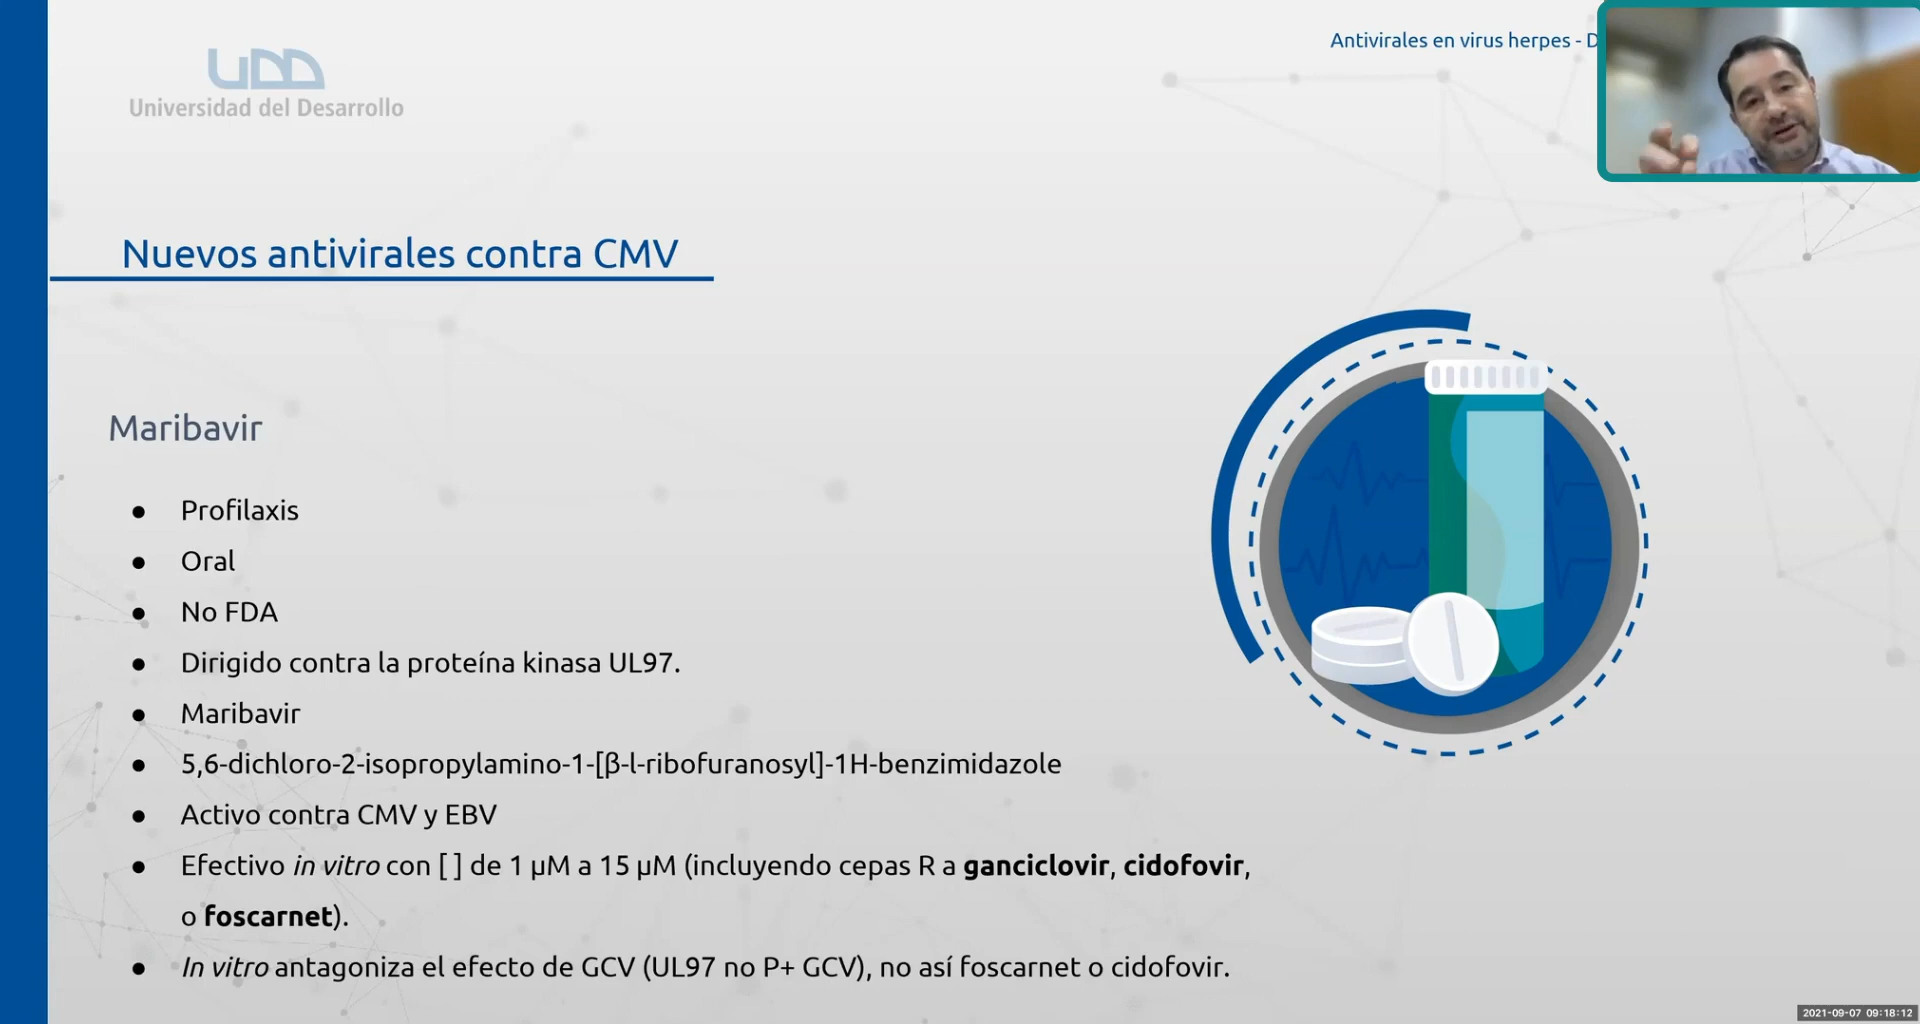 UDD
Universidad del Desarrollo
Antivirales en virus herpes - D
Nuevos antivirales contra CMV
Maribavir
● Profilaxis
● Oral
● No FDA
● Dirigido contra la proteína kinasa UL97.
● Maribavir
● 5,6-dichloro-2-isopropylamino-1-[β-l-ribofuranosyl]-1H-benzimidazole
● Activo contra CMV y EBV
● Efectivo in vitro con [ ] de 1 µM a 15 µM (incluyendo cepas R a ganciclovir, cidofovir,
o foscarnet).
● In vitro antagoniza el efecto de GCV (UL97 no P+ GCV), no así foscarnet o cidofovir.
2021-09-07 09:18:12